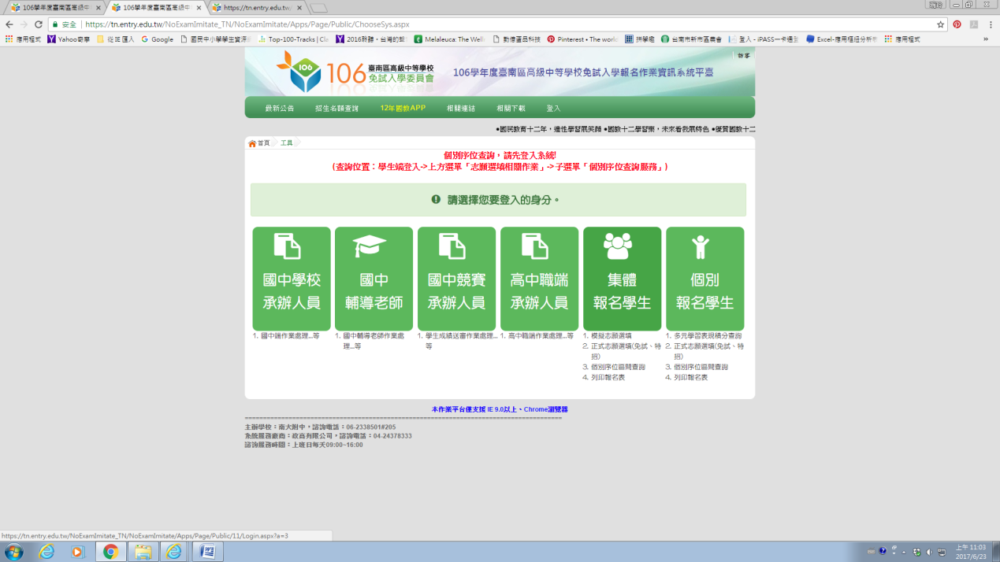 106學年度臺南區高級中
106學年度臺南區高級中
https://tn.entry.edu.tw
安全 | https://tn.entry.edu.tw/NoExamImitate_TN/NoExamImitate/Apps/Page/Public/ChooseSys.aspx
應用程式 Yahoo奇摩 從 IE 匯入 Google 國民中小學學生資源 Top-100-Tracks | Cla Melaleuca: The Welln Pinterest • The world 台南市新市區農會 登入 - iPASS一卡通 Excel-應用樞紐分析表 應用程式 »
106 臺南區高級中等學校
免試入學委員會
106學年度臺南區高級中等學校免試入學報名作業資訊系統平臺
訪客
最新公告 招生名額查詢 12年國教APP 相關連結 相關下載 登入
●國民教育十二年，適性學習展笑顏 ●國教十二學習樂，未來看我展特色 ●優質國教十二
首頁 工具
個別序位查詢，請先登入系統!
(查詢位置：學生端登入->上方選單「志願選填相關作業」->子選單「個別序位查詢服務」)
請選擇您要登入的身分。
國中學校
承辦人員
1. 國中端作業處理...等
國中
輔導老師
1. 國中輔導老師作業處
理...等
國中競賽
承辦人員
1. 學生成績送審作業處理...
等
高中職端
承辦人員
1. 高中職端作業處理...等
集體
報名學生
1. 模擬志願選填
2. 正式志願選填(免試、特
招)
3. 個別序位區間查詢
4. 列印報名表
個別
報名學生
1. 多元學習表現積分查詢
2. 正式志願選填(免試、特
招)
3. 個別序位區間查詢
4. 列印報名表
本作業平台僅支援 IE 9.0以上、Chrome瀏覽器
主辦學校：南大附中，諮詢電話：06-2338501#205
系統服務廠商：政高有限公司，諮詢電話：04-24378333
諮詢服務時間：上班日每天09:00~16:00
https://tn.entry.edu.tw/NoExamImitate_TN/NoExamImitate/Apps/Page/Public/11/Login.aspx?a=3
上午 11:03
2017/6/23